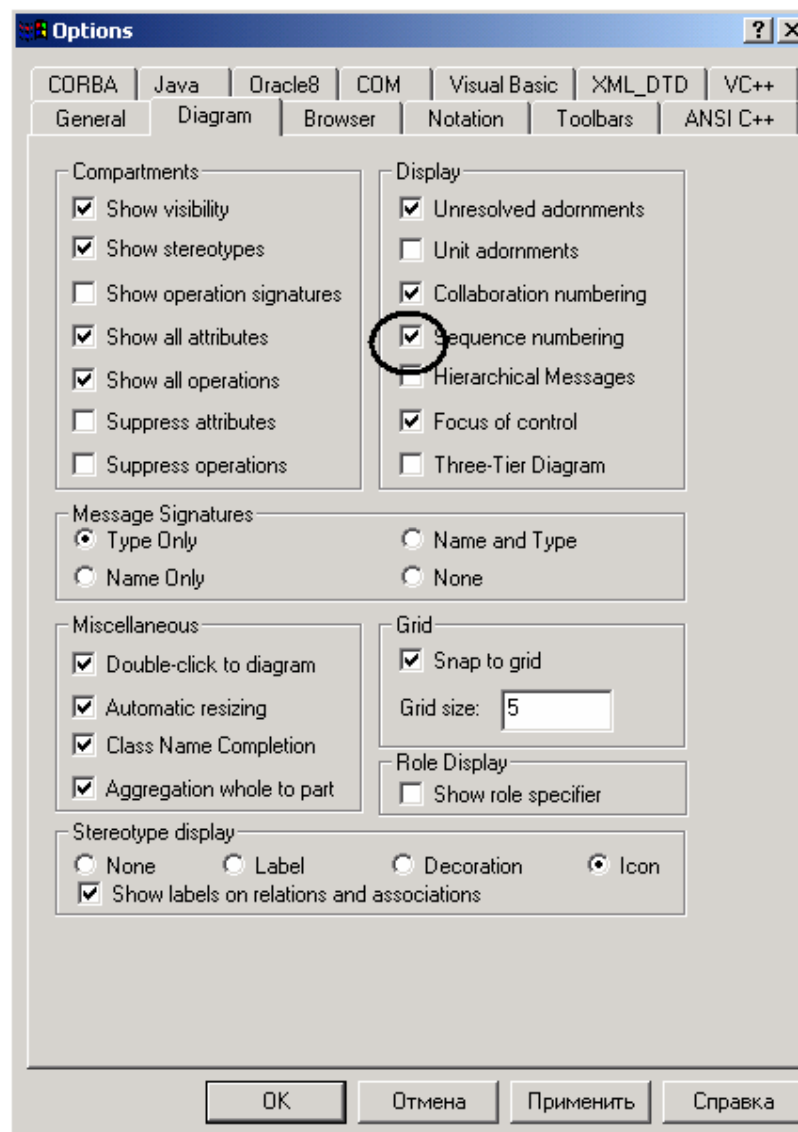 Options
CORBA Java Oracle8 COM Visual Basic XML_DTD VC++
General Diagram Browser Notation Toolbars ANSI C++
Compartments
Show visibility
Show stereotypes
Show operation signatures
Show all attributes
Show all operations
Suppress attributes
Suppress operations
Display
Unresolved adornments
Unit adornments
Collaboration numbering
Sequence numbering
Hierarchical Messages
Focus of control
Three-Tier Diagram
Message Signatures
Type Only Name and Type
Name Only None
Miscellaneous
Double-click to diagram
Automatic resizing
Class Name Completion
Aggregation whole to part
Grid
Snap to grid
Grid size: 5
Role Display
Show role specifier
Stereotype display
None Label Decoration Icon
Show labels on relations and associations
OK Отмена Применить Справка